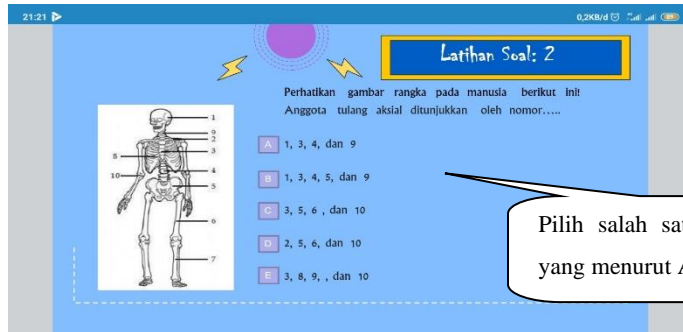 21:21
0,2KB/d
Latihan Soal: 2
Perhatikan gambar rangka pada manusia berikut ini!
Anggota tulang aksial ditunjukkan oleh nomor.....
1
9
2
3
8
4
10
5
6
7
A 1, 3, 4, dan 9
B 1, 3, 4, 5, dan 9
C 3, 5, 6 , dan 10
D 2, 5, 6, dan 10
E 3, 8, 9, , dan 10
Pilih salah
yang menurut